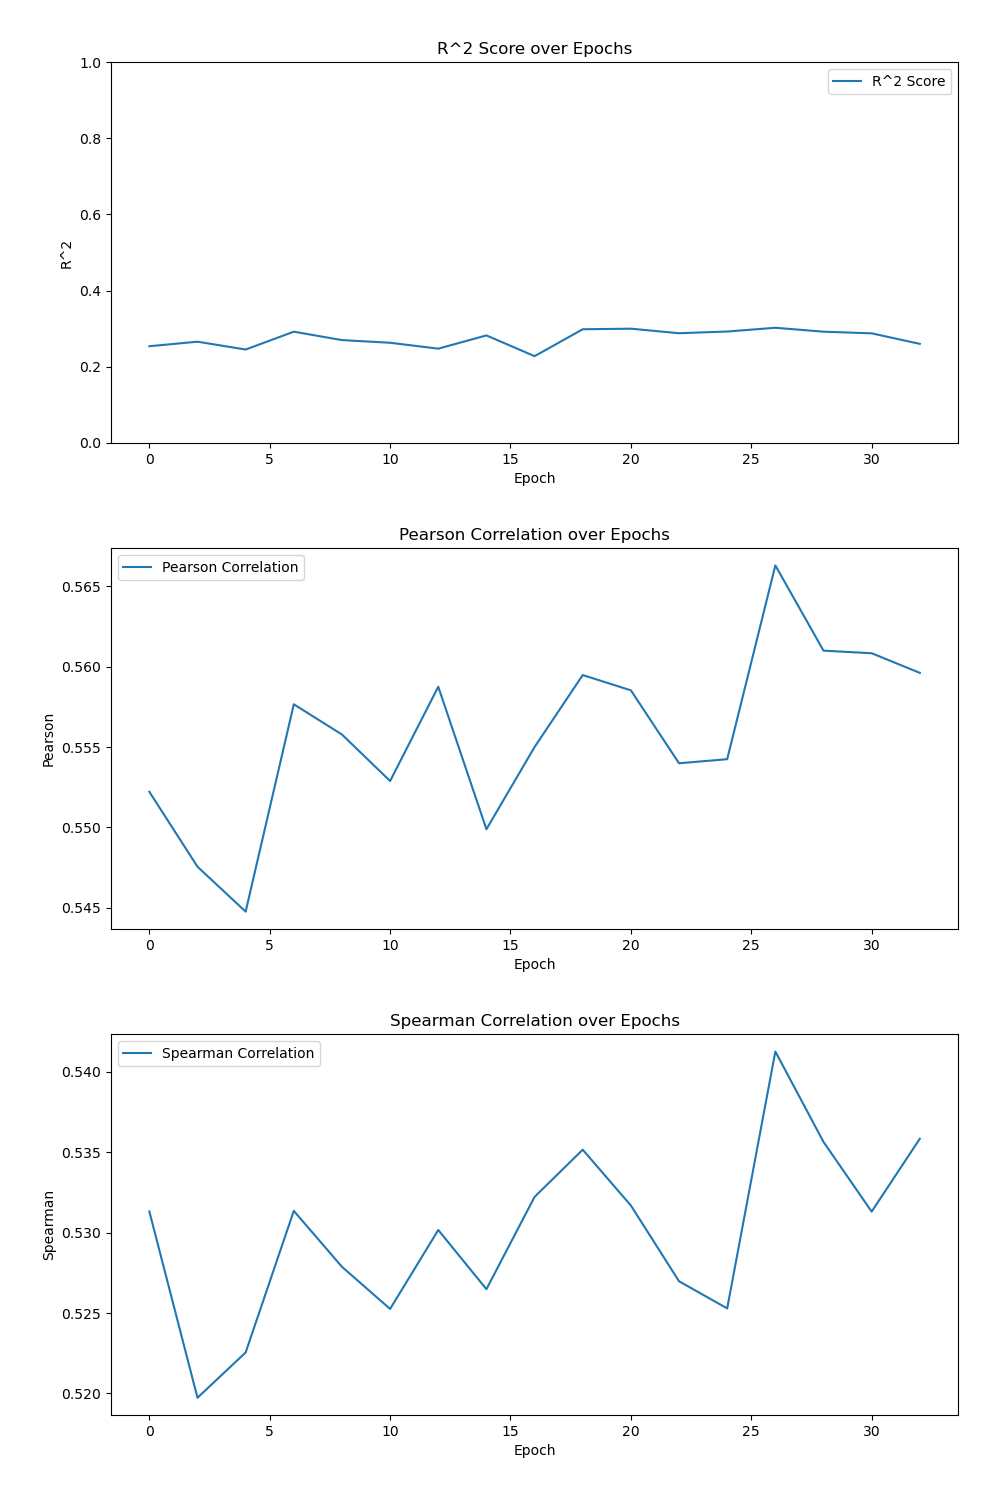 R^2 Score over Epochs
1.0
R^2 Score
0.8
0.6
R^2
0.4
0.2
0.0
0 5 10 15 20 25 30
Epoch
Pearson Correlation over Epochs
Pearson Correlation
0.565
0.560
0.555
Pearson
0.550
0.545
0 5 10 15 20 25 30
Epoch
Spearman Correlation over Epochs
Spearman Correlation
0.540
0.535
0.530
Spearman
0.525
0.520
0 5 10 15 20 25 30
Epoch